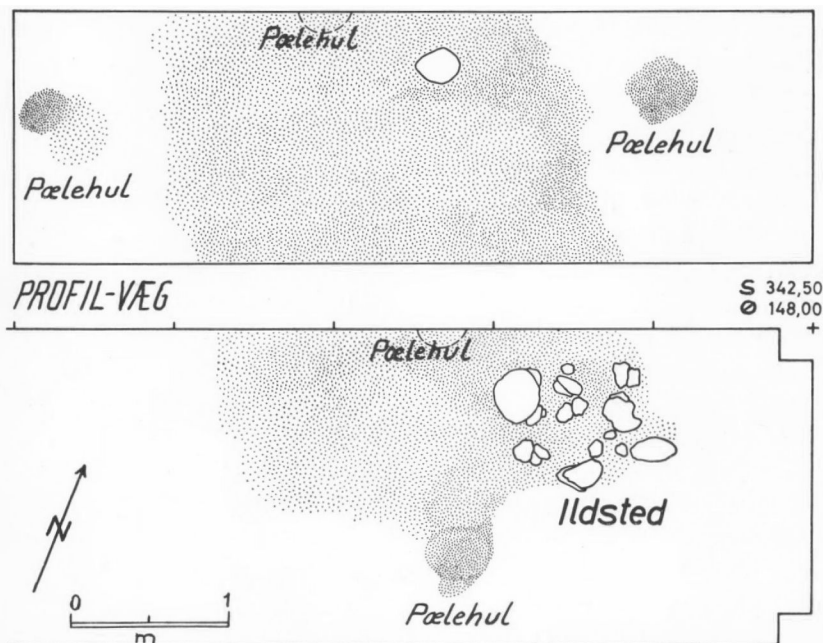 Pælehul
Pælehul
Pælehul
PROFIL-VÆG
S 342,50
Ø 148,00
Pælehul
Ildsted
N
0 1
m
Pælehul